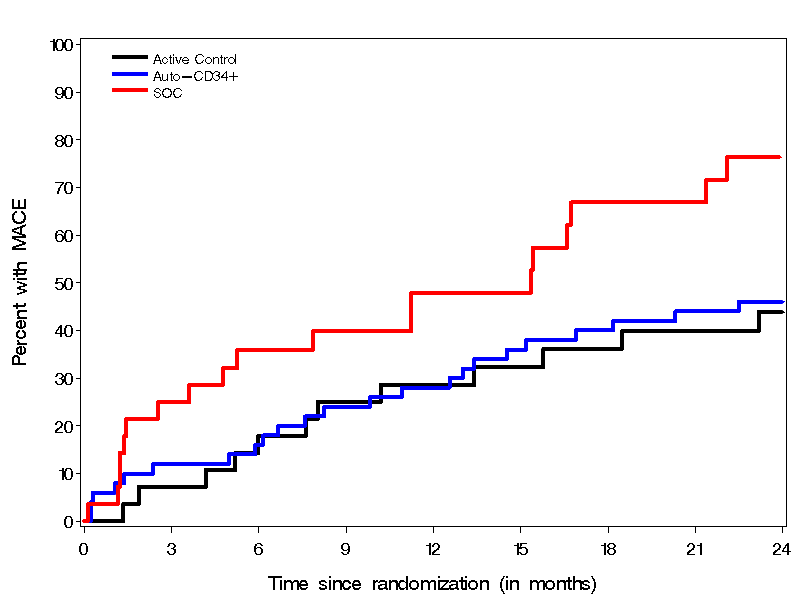 100
90
80
70
60
50
40
30
20
10
0
Active Control
Auto−CD34+
SOC
Percent with MACE
0 3 6 9 12 15 18 21 24
Time since randomization (in months)